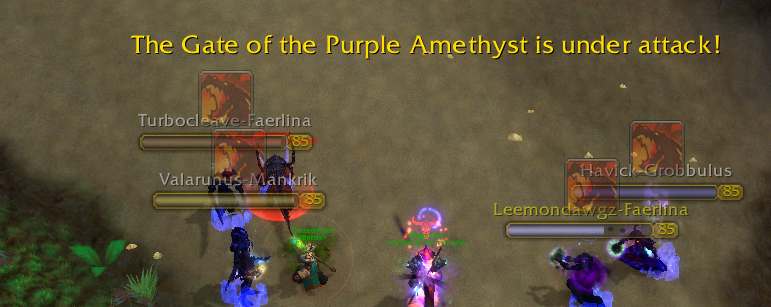 The Gate of the Purple Amethyst is under attack!
Turbocleave-Faerlina
85
Valarunus-Mankrik
85
Havick-Grobbulus
85
Leemondawgz-Faerlina
85